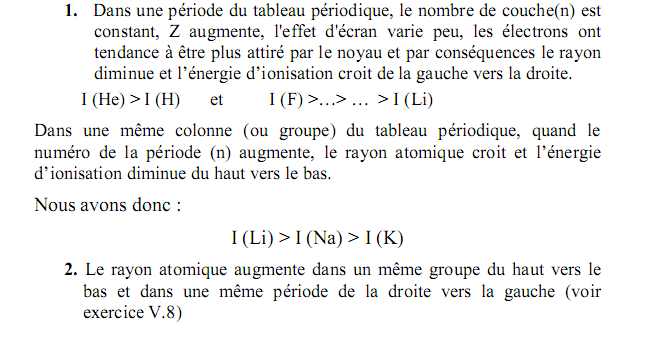 1. Dans une période du tableau périodique, le nombre de couche(n) est
constant, Z augmente, l'effet d'écran varie peu, les électrons ont
tendance à être plus attiré par le noyau et par conséquences le rayon
diminue et l'énergie d'ionisation croit de la gauche vers la droite.
I (He) > I (H) et I (F) >…> … > I (Li)
Dans une même colonne (ou groupe) du tableau périodique, quand le
numéro de la période (n) augmente, le rayon atomique croit et l'énergie
d'ionisation diminue du haut vers le bas.
Nous avons donc :
I (Li) > I (Na) > I (K)
2. Le rayon atomique augmente dans un même groupe du haut vers le
bas et dans une même période de la droite vers la gauche (voir
exercice V.8)